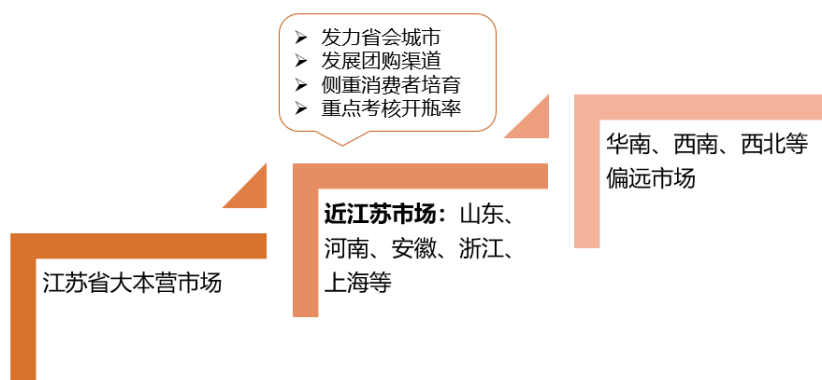 发力省会城市
发展团购渠道
侧重消费者培育
重点考核开瓶率
江苏省大本营市场
近江苏市场：山东、
河南、安徽、浙江、
上海等
华南、西南、西北等
偏远市场